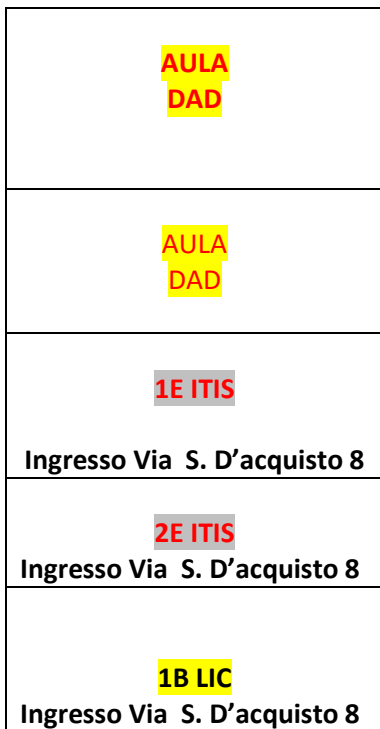 AULA
DAD
AULA
DAD
1E ITIS
Ingresso Via S. D’acquisto 8
2E ITIS
Ingresso Via S. D’acquisto 8
1B LIC
Ingresso Via S. D’acquisto 8